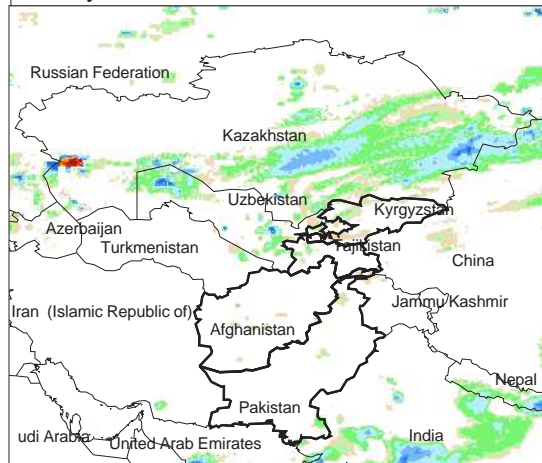 Russian Federation
Kazakhstan
Uzbekistan
Kyrgyzstan
Azerbaijan
Turkmenistan
Tajikistan
China
Iran (Islamic Republic of)
Jammu Kashmir
Afghanistan
Nepal
Pakistan
udi Arabia
United Arab Emirates
India